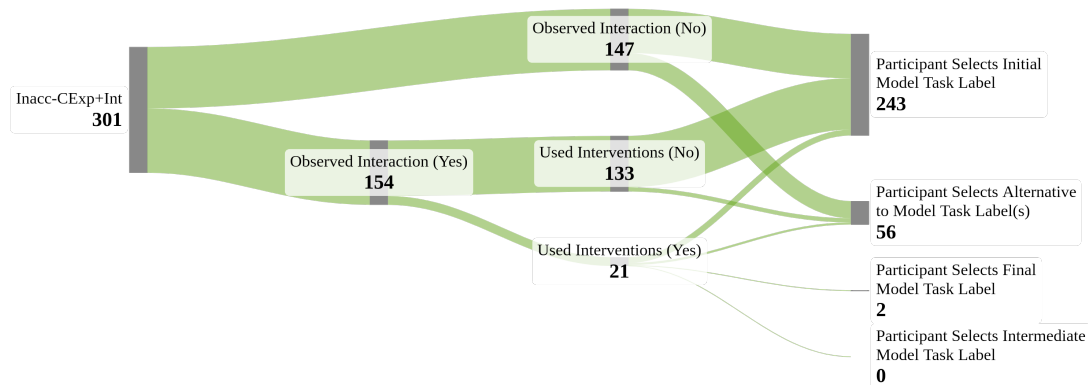 Observed Interaction (No)
147
Participant Selects Initial
Model Task Label
243
Inacc-CExp+Int
301
Observed Interaction (Yes)
154
Used Interventions (No)
133
Participant Selects Alternative
to Model Task Label(s)
56
Used Interventions (Yes)
21
Participant Selects Final
Model Task Label
2
Participant Selects Intermediate
Model Task Label
0